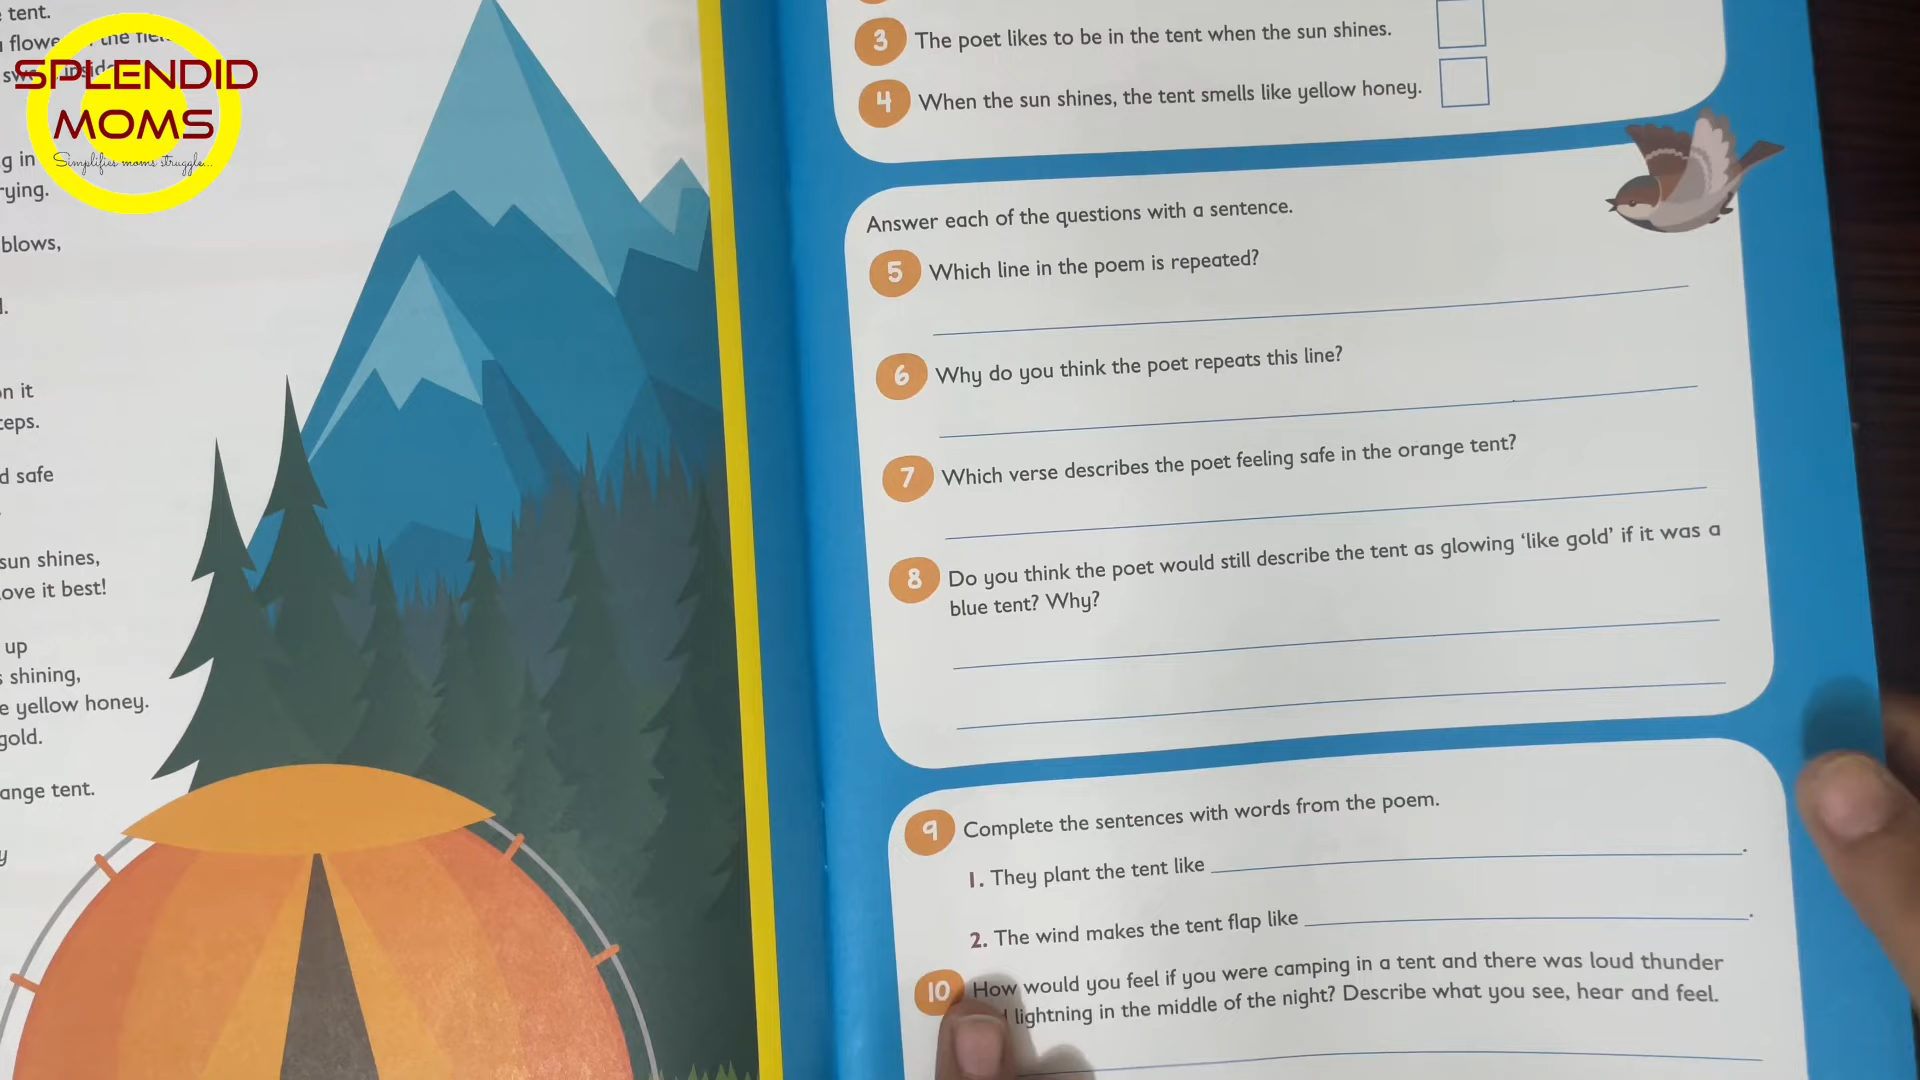 SPLENDID
MOMS
Simplifies moms struggle...
tent.
the
g in
rying.
blows,
on it
d safe
sun shines,
ove it best!
up
shining,
e yellow honey.
gold.
ange tent.
y
3 The poet likes to be in the tent when the sun shines.
4 When the sun shines, the tent smells like yellow honey.
Answer each of the questions with a sentence.
5 Which line in the poem is repeated?
6 Why do you think the poet repeats this line?
7 Which verse describes the poet feeling safe in the orange tent?
8 Do you think the poet would still describe the tent as glowing ‘like gold’ if it was a
blue tent? Why?
9 Complete the sentences with words from the poem.
1. They plant the tent like .
2. The wind makes the tent flap like .
10 How would you feel if you were camping in a tent and there was loud thunder
lightning in the middle of the night? Describe what you see, hear and feel.